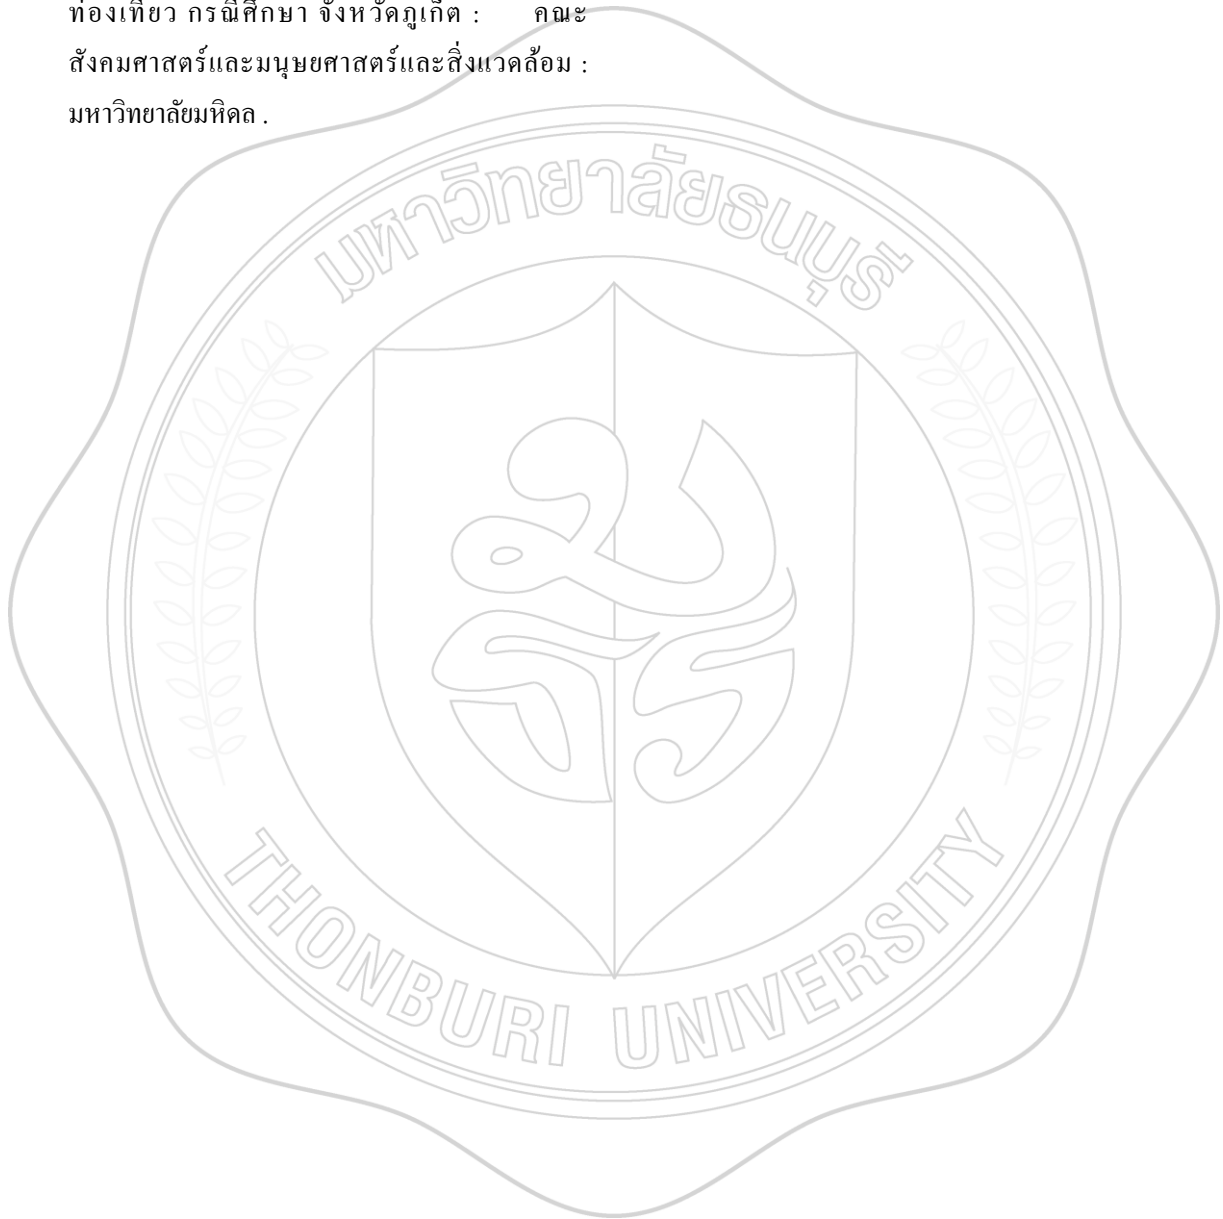 ท่องเที่ยว กรณีศึกษา จังหวัดภูเก็ต : คณะ
สังคมศาสตร์และมนุษยศาสตร์และสิ่งแวดล้อม :
มหาวิทยาลัยมหิดล .
มหาวิทยาลัยธนบุรี
มธร
THONBURI UNIVERSITY